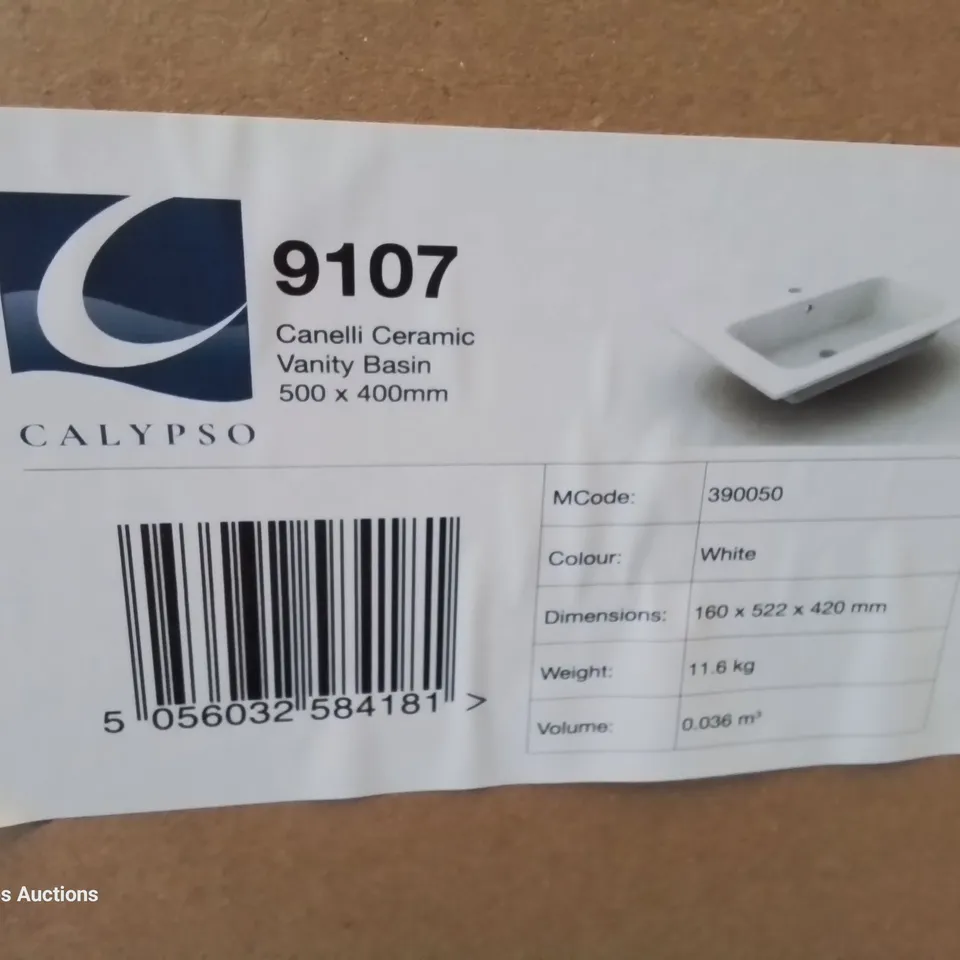 9107
Canelli Ceramic
Vanity Basin
500 x 400mm
CALYPSO
MCode: 390050
Colour: White
Dimensions: 160 x 522 x 420 mm
Weight: 11.6 kg
Volume: 0.036 m³
5 056032 584181 >
s Auctions